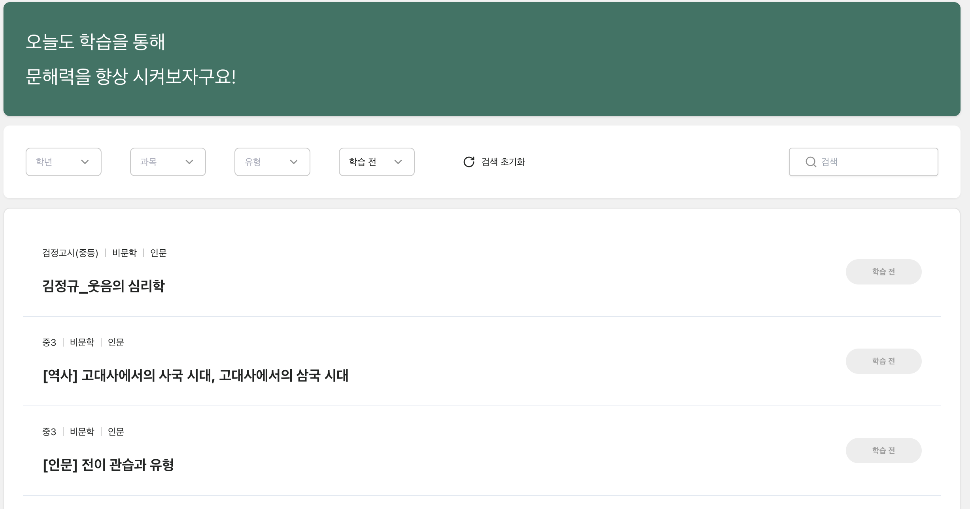 오늘도 학습을 통해
문해력을 향상 시켜보자구요!
학년 과목 유형 학습 전 검색 초기화 검색
검정고시(중등) | 비문학 | 인문
김정규_웃음의 심리학
학습 전
중3 | 비문학 | 인문
[역사] 고대사에서의 사국 시대, 고대사에서의 삼국 시대
학습 전
중3 | 비문학 | 인문
[인문] 전이 관습과 유형
학습 전